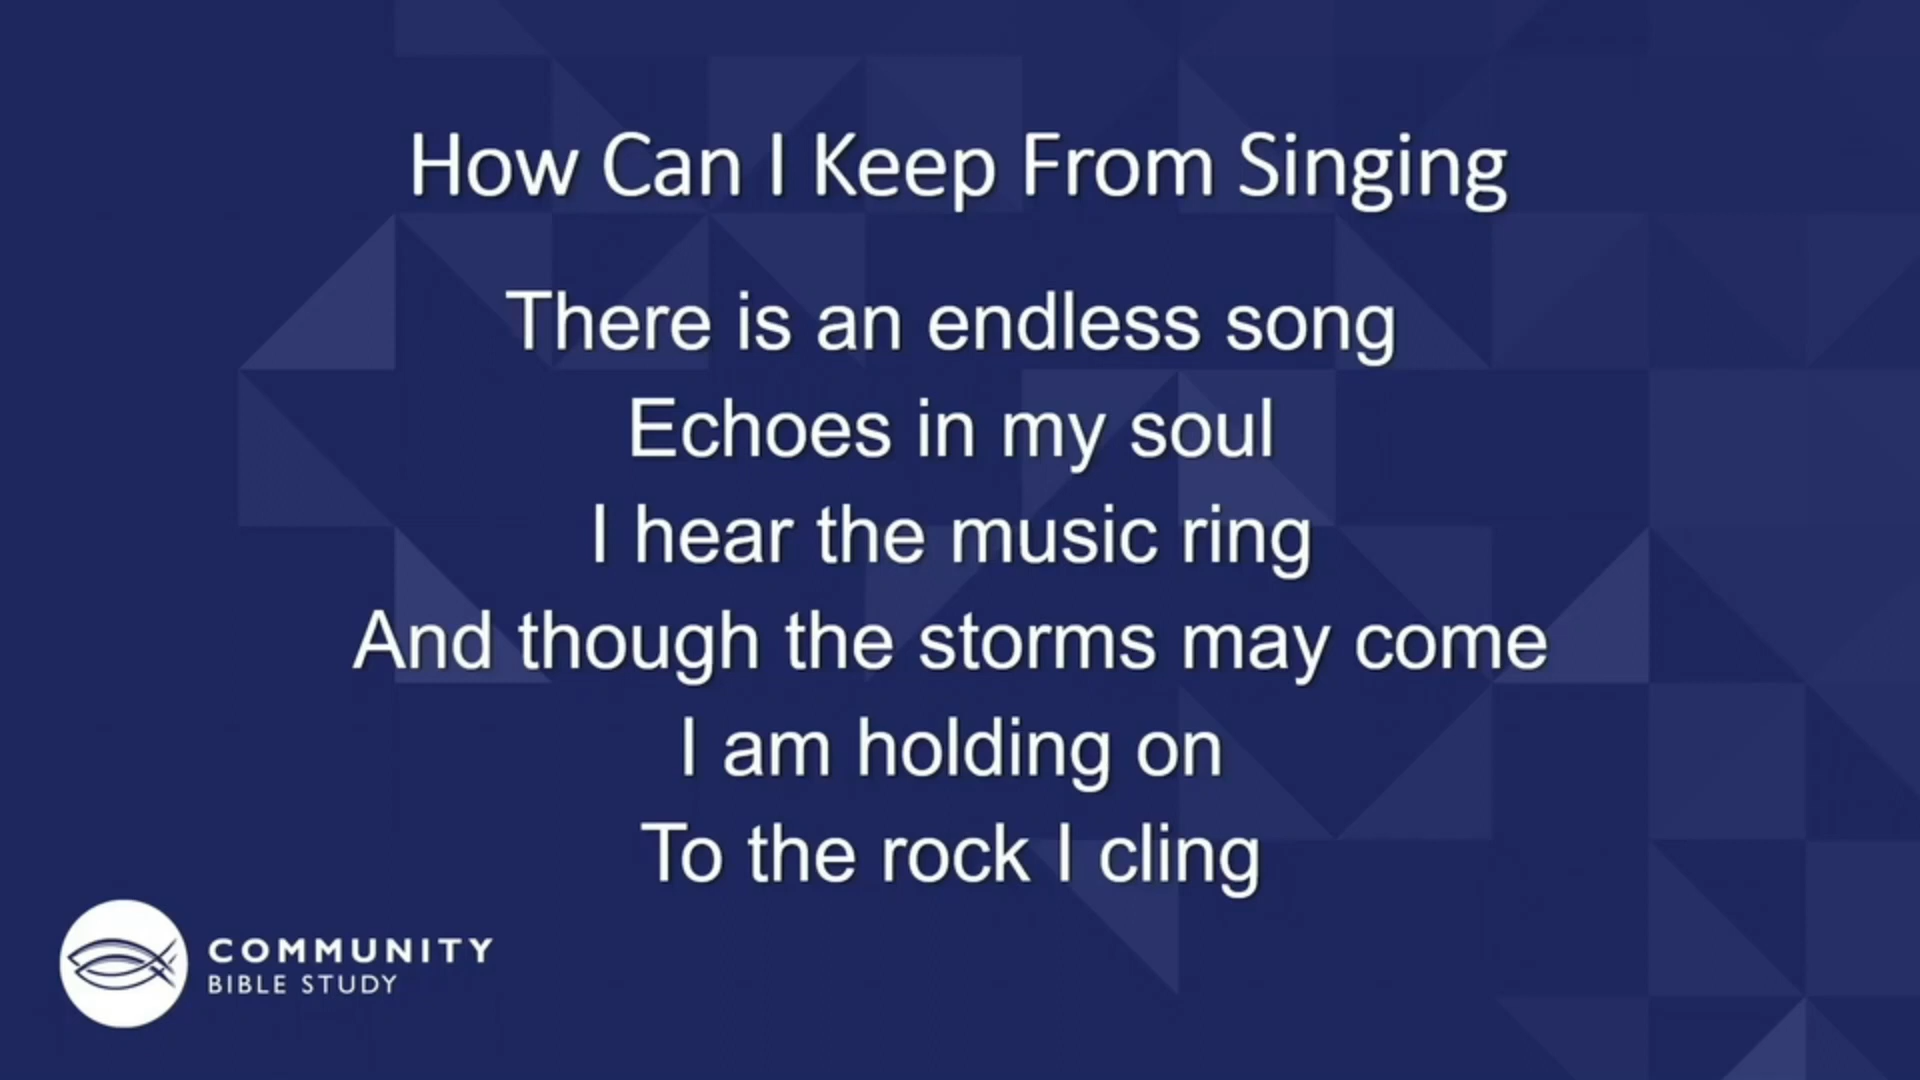 How Can I Keep From Singing
There is an endless song
Echoes in my soul
I hear the music ring
And though the storms may come
I am holding on
To the rock I cling
COMMUNITY
BIBLE STUDY